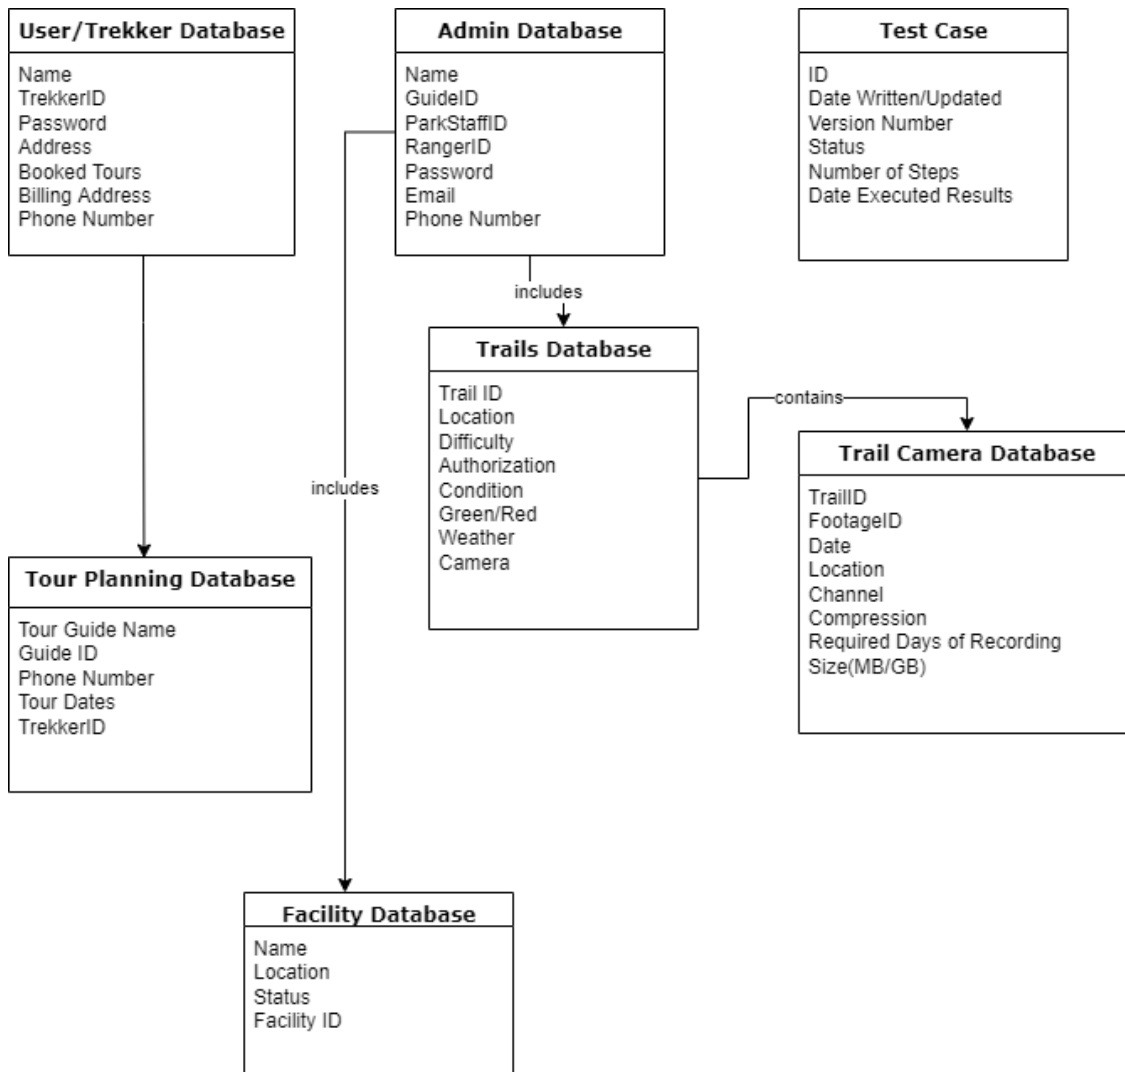 User/Trekker Database
Name
TrekkerID
Password
Address
Booked Tours
Billing Address
Phone Number
Admin Database
Name
GuideID
ParkStaffID
RangerID
Password
Email
Phone Number
Test Case
ID
Date Written/Updated
Version Number
Status
Number of Steps
Date Executed Results
includes
Trails Database
Trail ID
Location
Difficulty
Authorization
Condition
Green/Red
Weather
Camera
contains
Trail Camera Database
TrailID
FootageID
Date
Location
Channel
Compression
Required Days of Recording
Size(MB/GB)
includes
Tour Planning Database
Tour Guide Name
Guide ID
Phone Number
Tour Dates
TrekkerID
Facility Database
Name
Location
Status
Facility ID